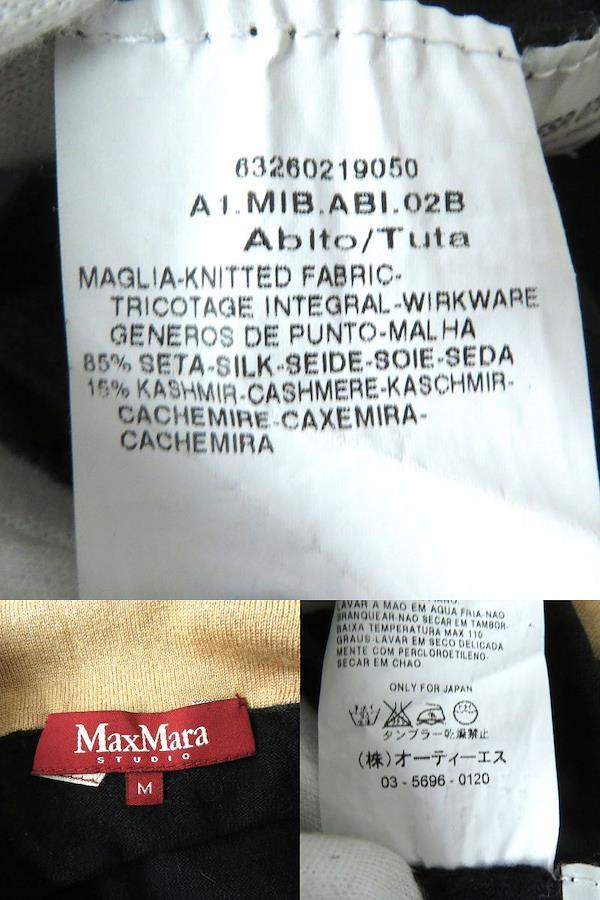 63260219050
A1.MIB.ABI.02B
Abito/Tuta
MAGLIA-KNITTED FABRIC-
TRICOTAGE INTEGRAL-WIRKWARE
GENEROS DE PUNTO-MALHA
85% SETA-SILK-SEIDE-SOIE-SEDA
15% KASHMIR-CASHMERE-KASCHMIR-
CACHEMIRE-CAXEMIRA-
CACHEMIRA
MaxMara
STUDIO
M
LAVAR A MAO EM AGUA FRIA-NAO
BRANQUEAR NAO SECAR EM TAMBOR-
BAIXA TEMPERATURA MAX 110
GRAUS-LAVAR EM SECO DELICADA
MENTE COM PERCLOROETILENO-
SECAR EM CHAO.
ONLY FOR JAPAN
タンブラー乾燥禁止
(株)オーティーエス
03-5696-0120